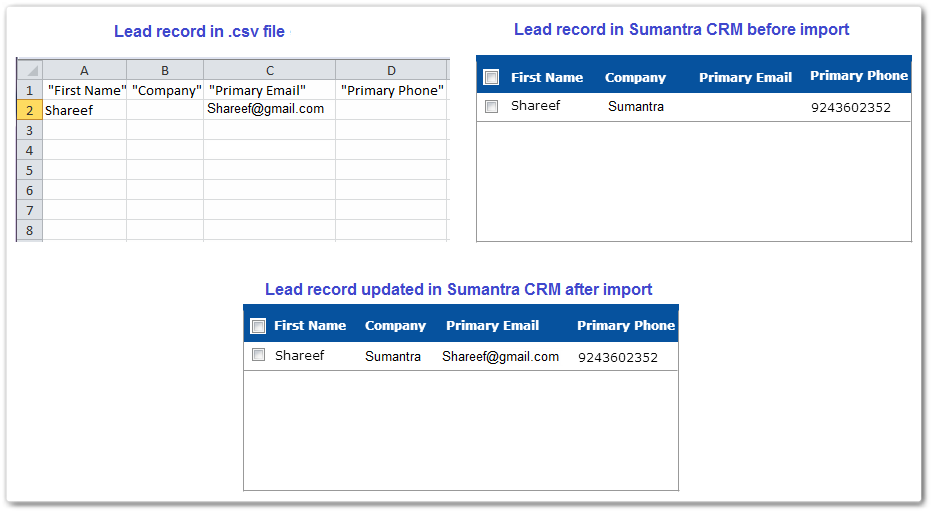 Lead record in .csv file
A B C D
1 "First Name" "Company" "Primary Email" "Primary Phone"
2 Shareef Shareef@gmail.com
3
4
5
6
7
8
Lead record in Sumantra CRM before import
First Name Company Primary Email Primary Phone
Shareef Sumantra 9243602352
Lead record updated in Sumantra CRM after import
First Name Company Primary Email Primary Phone
Shareef Sumantra Shareef@gmail.com 9243602352